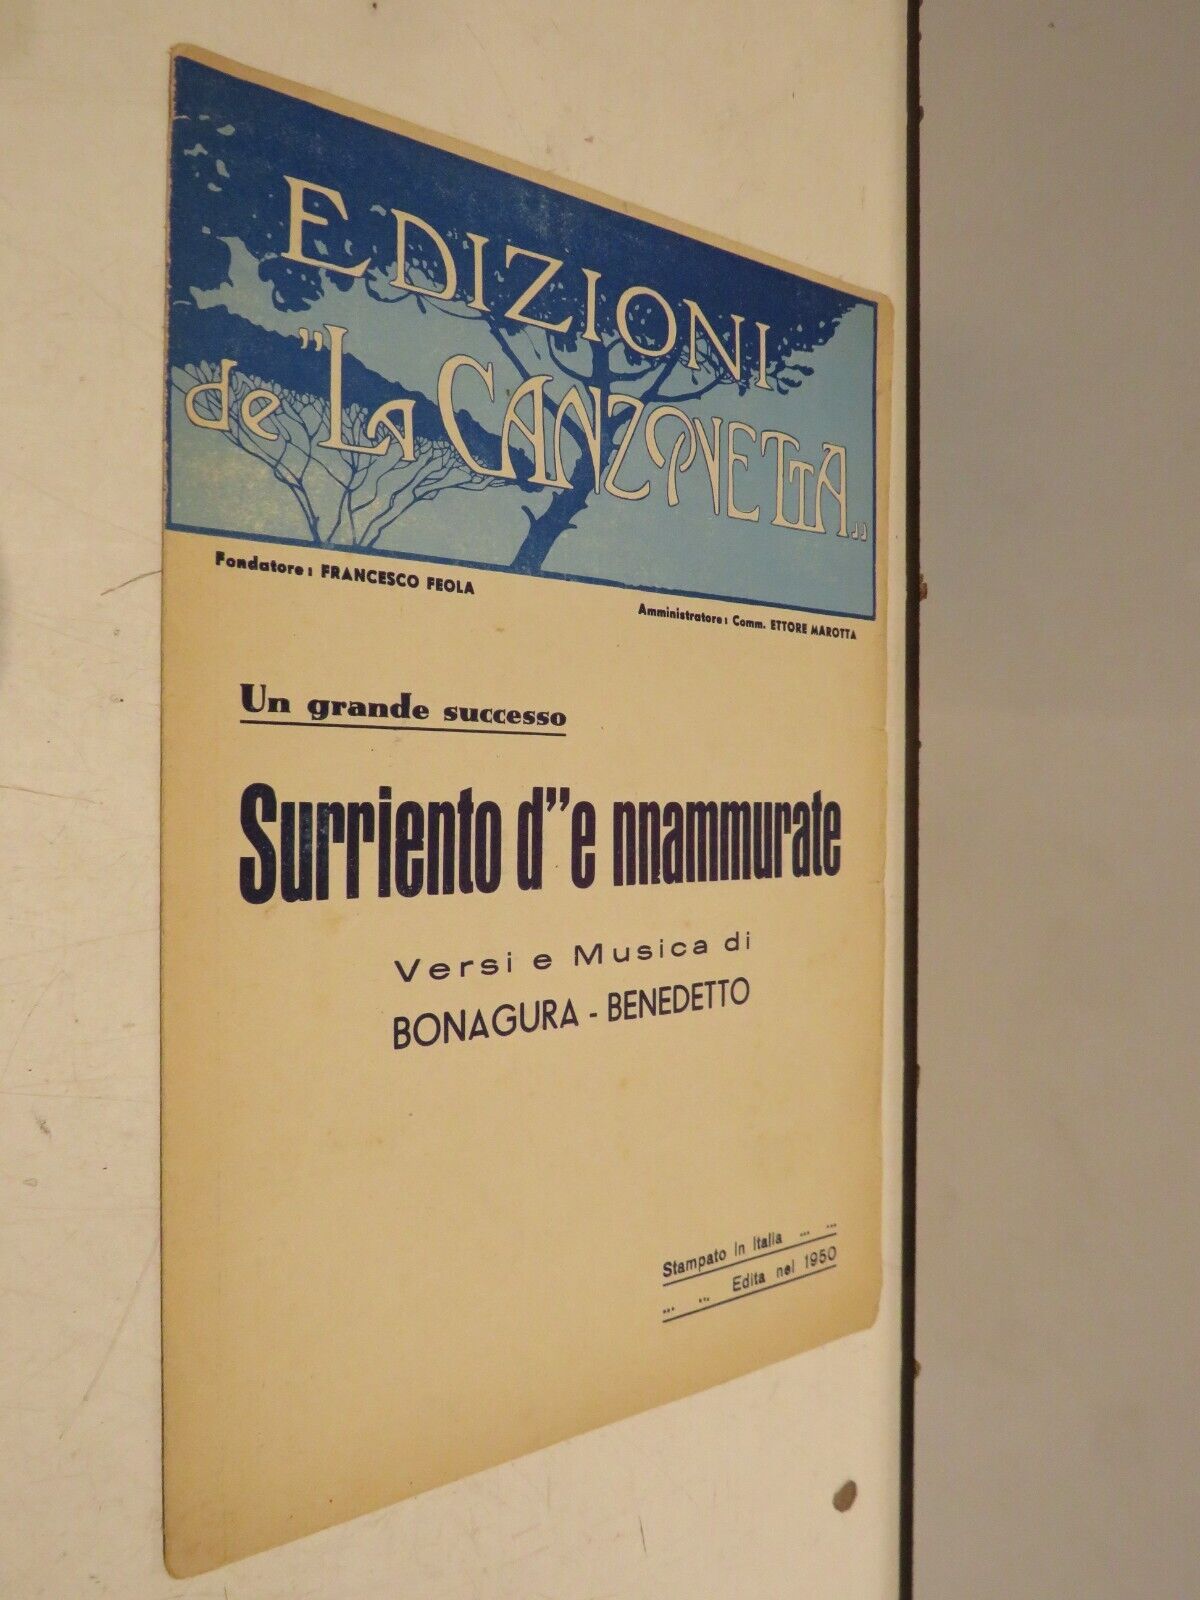 EDIZIONI
de "LA CANZONETTA"
Fondatore: FRANCESCO FEOLA
Amministratore: Comm. ETTORE MAROTTA
Un grande successo
Surriento d''e nnammurate
Versi e Musica di
BONAGURA - BENEDETTO
Stampato in Italia ... ...
... ... Edita nel 1950